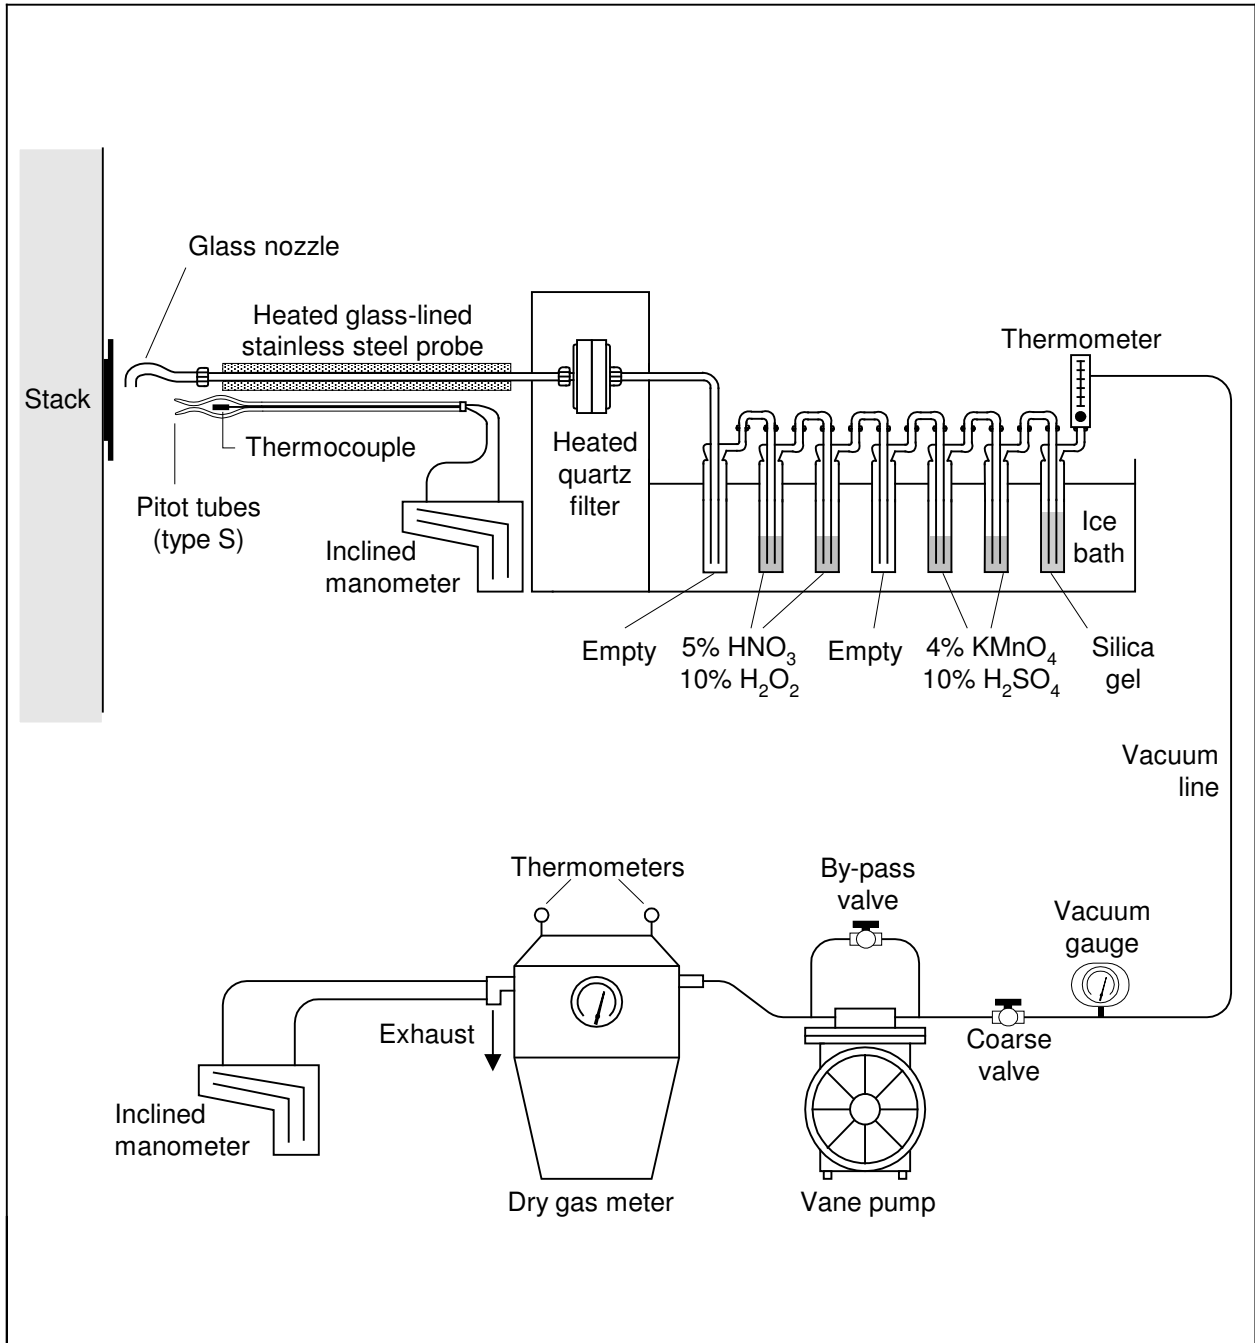 Glass nozzle
Heated glass-lined
stainless steel probe
Thermometer
Stack
Thermocouple
Heated
quartz
filter
Pitot tubes
(type S)
Inclined
manometer
Ice
bath
Empty
5% HNO₃
10% H₂O₂
Empty
4% KMnO₄
10% H₂SO₄
Silica
gel
Vacuum
line
Thermometers
By-pass
valve
Vacuum
gauge
Exhaust
Coarse
valve
Inclined
manometer
Dry gas meter
Vane pump